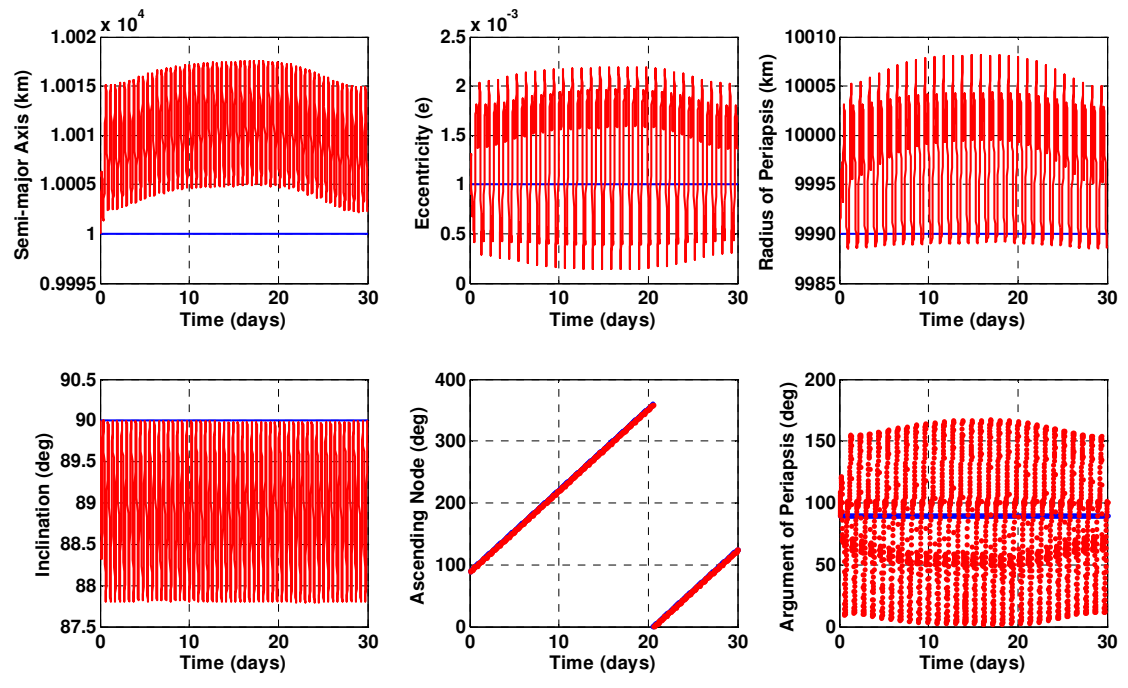 x 10^4
1.002
1.0015
1.001
1.0005
1
0.9995
0 10 20 30
Time (days)
Semi-major Axis (km)
x 10^-3
2.5
2
1.5
1
0.5
0
0 10 20 30
Time (days)
Eccentricity (e)
10010
10005
10000
9995
9990
9985
0 10 20 30
Time (days)
Radius of Periapsis (km)
90.5
90
89.5
89
88.5
88
87.5
0 10 20 30
Time (days)
Inclination (deg)
400
300
200
100
0
0 10 20 30
Time (days)
Ascending Node (deg)
200
150
100
50
0
0 10 20 30
Time (days)
Argument of Periapsis (deg)